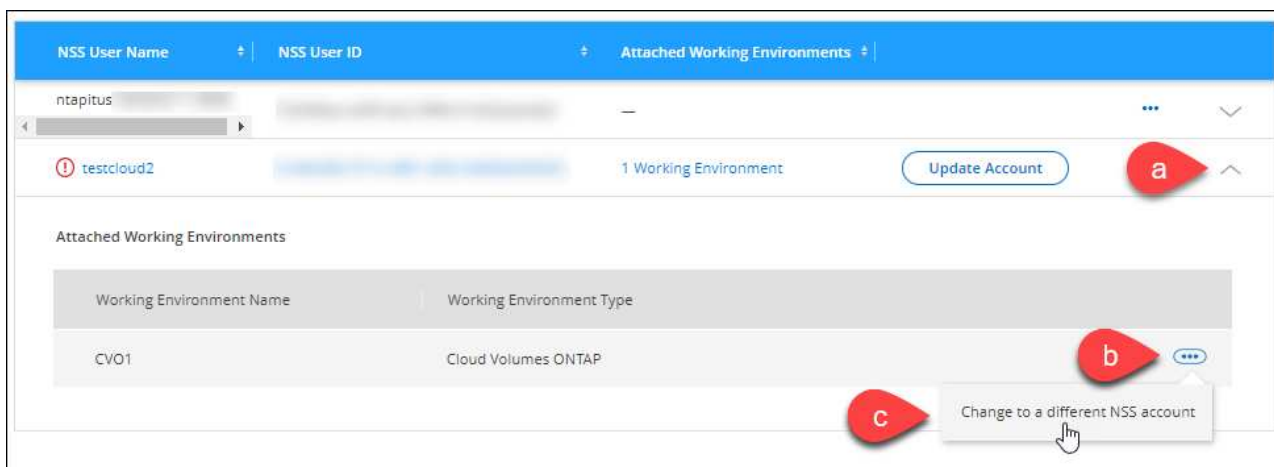 NSS User Name NSS User ID Attached Working Environments
ntapitus —
testcloud2 1 Working Environment Update Account a
Attached Working Environments
Working Environment Name Working Environment Type
CVO1 Cloud Volumes ONTAP b
c Change to a different NSS account